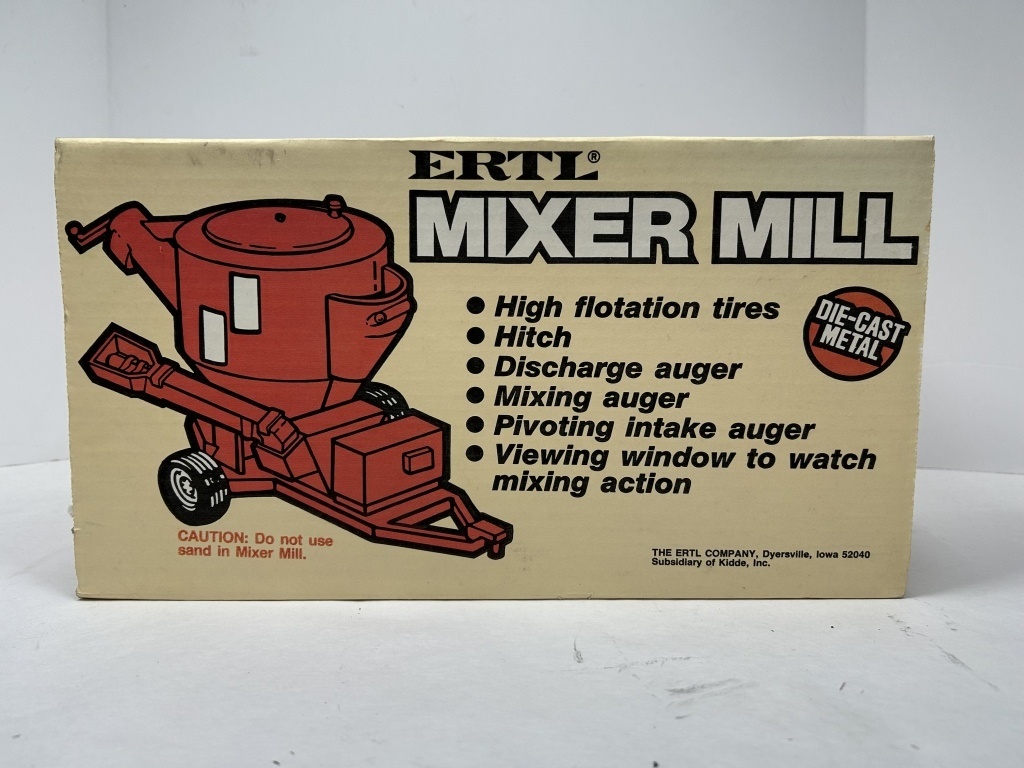 ERTL®
MIXER MILL
● High flotation tires
● Hitch
● Discharge auger
● Mixing auger
● Pivoting intake auger
● Viewing window to watch
mixing action
DIE-CAST
METAL
CAUTION: Do not use
sand in Mixer Mill.
THE ERTL COMPANY, Dyersville, Iowa 52040
Subsidiary of Kidde, Inc.